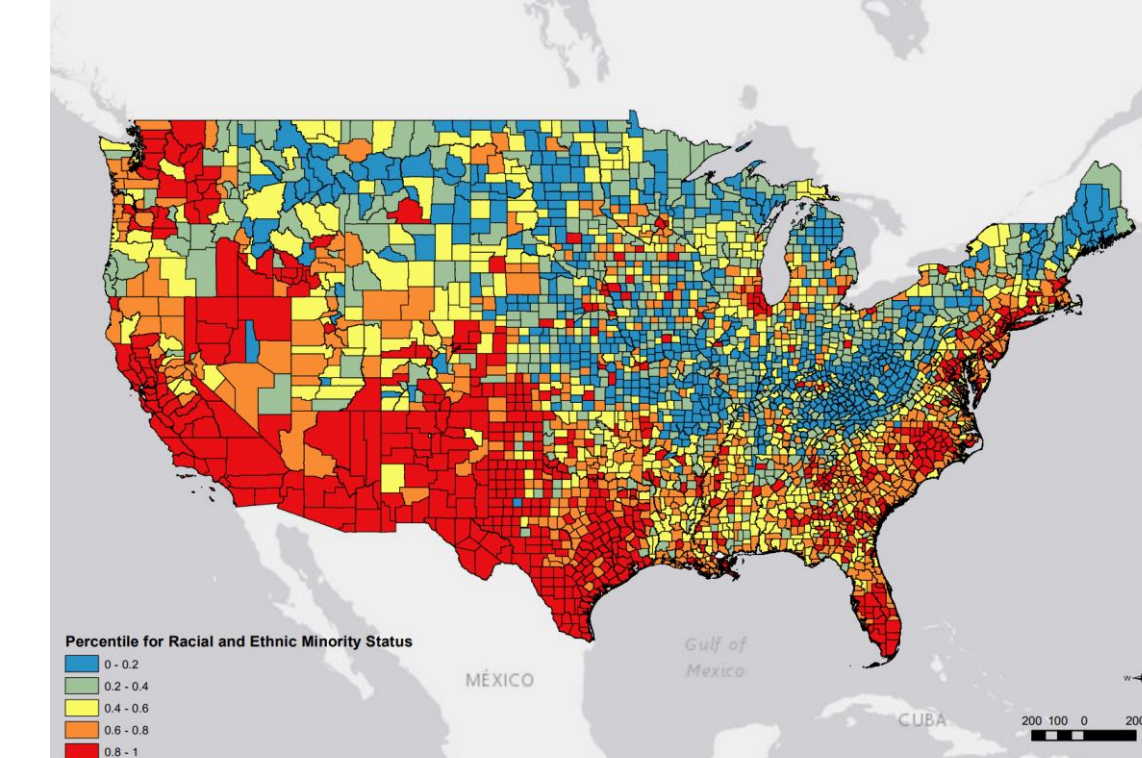 Gulf of
Mexico
MÉXICO
CUBA
Percentile for Racial and Ethnic Minority Status
0 - 0.2
0.2 - 0.4
0.4 - 0.6
0.6 - 0.8
0.8 - 1
W
200 100 0 200